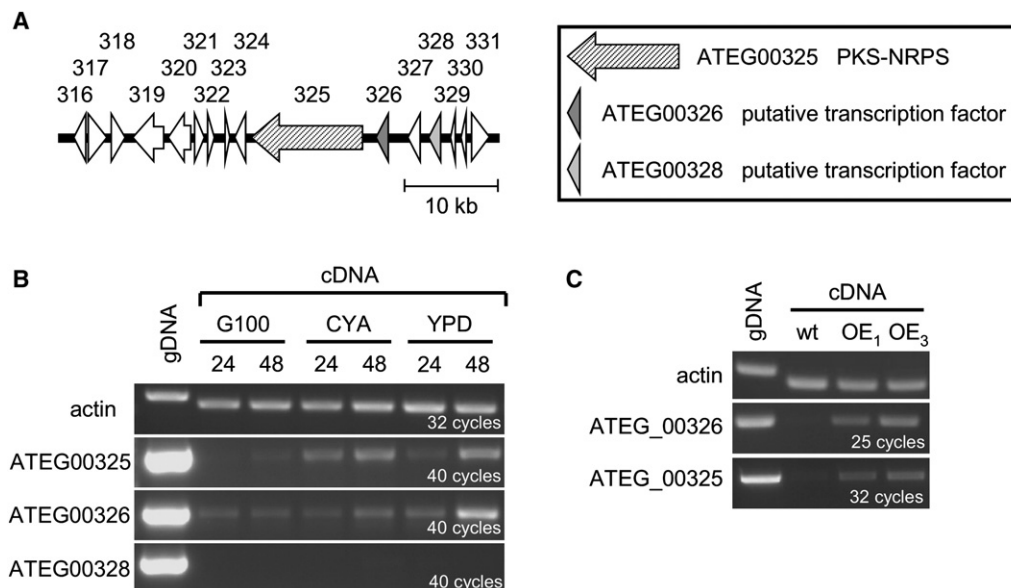 A
318 321 324 328 331
317 320 323 327 330
316 319 322 325 326 329
10 kb
ATEG00325 PKS-NRPS
ATEG00326 putative transcription factor
ATEG00328 putative transcription factor
B
cDNA
gDNA
G100 CYA YPD
24 48 24 48 24 48
actin
32 cycles
ATEG00325
40 cycles
ATEG00326
40 cycles
ATEG00328
40 cycles
C
gDNA
cDNA
wt OE1 OE3
actin
ATEG_00326
25 cycles
ATEG_00325
32 cycles